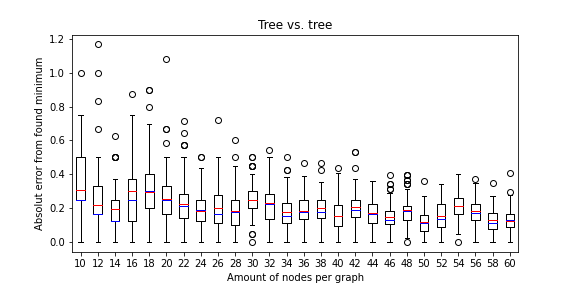 Tree vs. tree
Absolut error from found minimum
1.2
1.0
0.8
0.6
0.4
0.2
0.0
10 12 14 16 18 20 22 24 26 28 30 32 34 36 38 40 42 44 46 48 50 52 54 56 58 60
Amount of nodes per graph